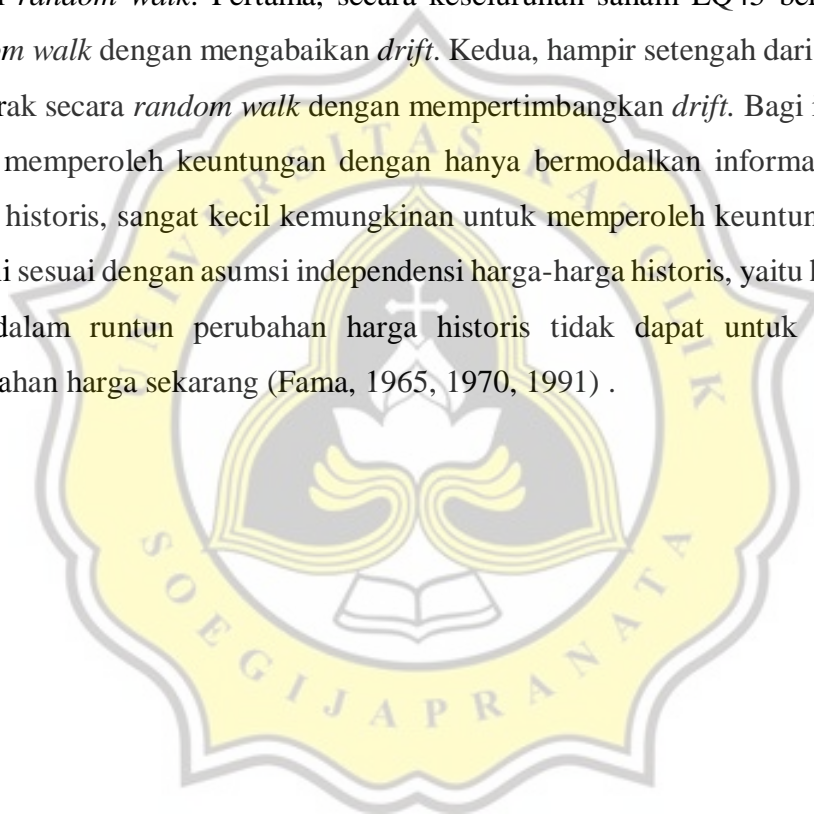 random walk. Pertama, secara keseluruhan saham LQ45 ber
om walk dengan mengabaikan drift. Kedua, hampir setengah dari
rak secara random walk dengan mempertimbangkan drift. Bagi
memperoleh keuntungan dengan hanya bermodalkan informa
historis, sangat kecil kemungkinan untuk memperoleh keuntun
i sesuai dengan asumsi independensi harga-harga historis, yaitu
dalam runtun perubahan harga historis tidak dapat untuk
ahan harga sekarang (Fama, 1965, 1970, 1991) .
UNIVERSITAS KATOLIK
SOEGIJAPRANATA